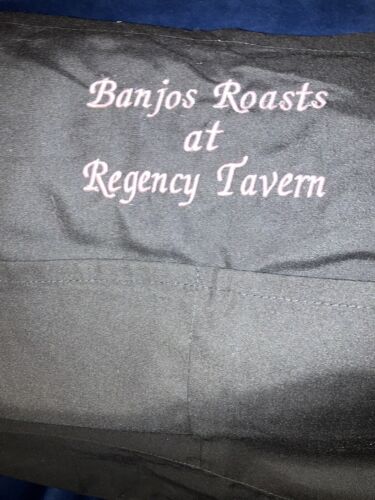 Banjos Roasts
at
Regency Tavern